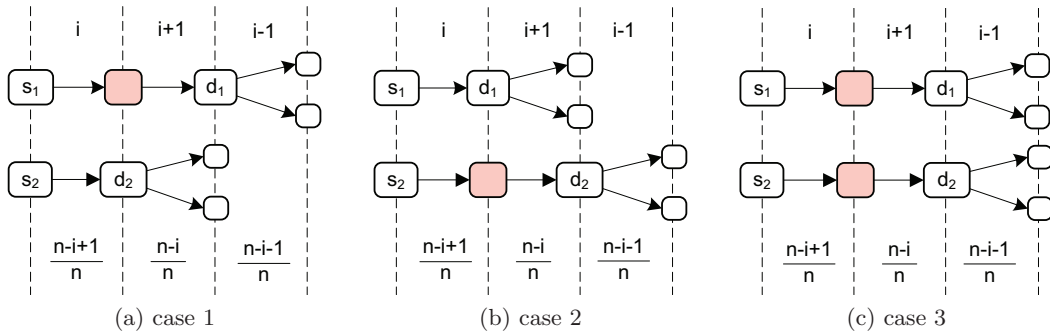 i i+1 i-1
s1 d1
s2 d2
n-i+1 n-i n-i-1
n n n
(a) case 1
i i+1 i-1
s1 d1
s2 d2
n-i+1 n-i n-i-1
n n n
(b) case 2
i i+1 i-1
s1 d1
s2 d2
n-i+1 n-i n-i-1
n n n
(c) case 3